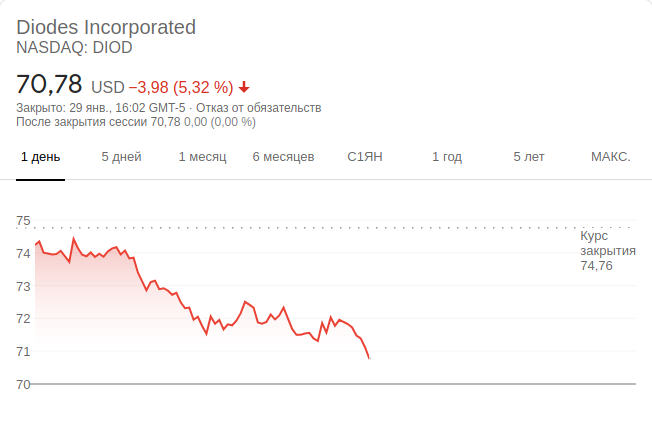 Diodes Incorporated
NASDAQ: DIOD
70,78 USD −3,98 (5,32 %)
Закрыто: 29 янв., 16:02 GMT-5 · Отказ от обязательств
После закрытия сессии 70,78 0,00 (0,00 %)
1 день 5 дней 1 месяц 6 месяцев С1ЯН 1 год 5 лет МАКС.
75
Курс
74
закрытия
74,76
73
72
71
70